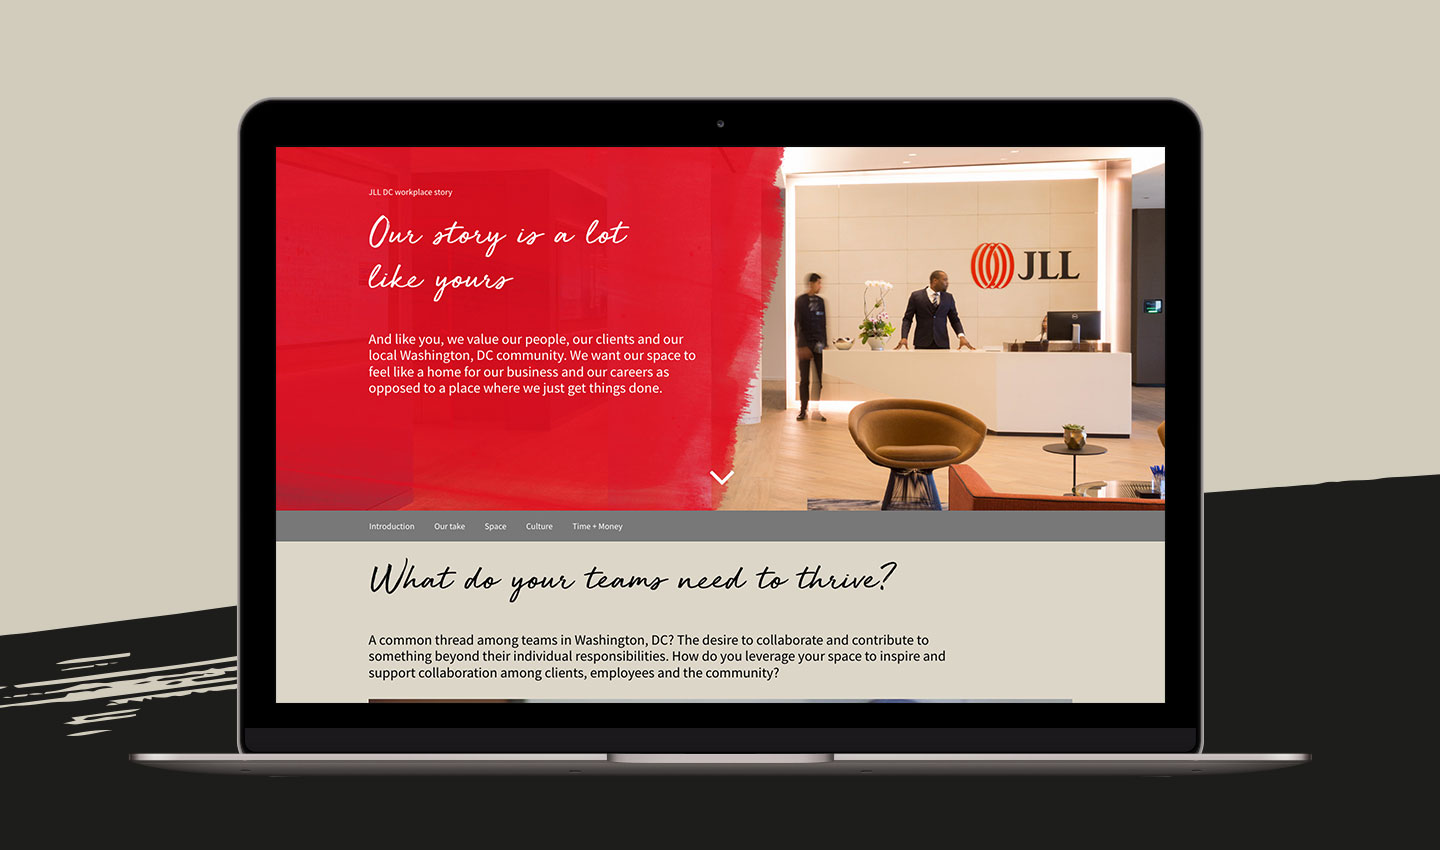 JLL DC workplace story
Our story is a lot
like yours
And like you, we value our people, our clients and our
local Washington, DC community. We want our space to
feel like a home for our business and our careers as
opposed to a place where we just get things done.
JLL
Introduction Our take Space Culture Time + Money
What do your teams need to thrive?
A common thread among teams in Washington, DC? The desire to collaborate and contribute to
something beyond their individual responsibilities. How do you leverage your space to inspire and
support collaboration among clients, employees and the community?